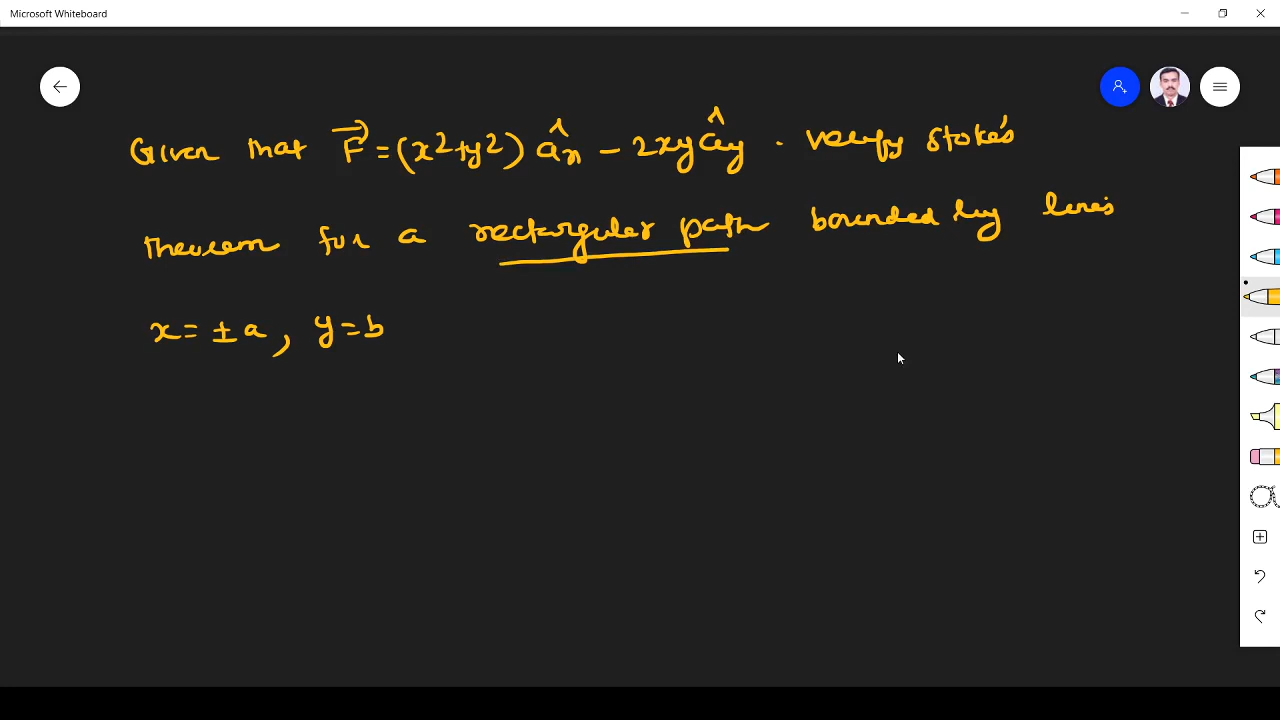 Microsoft Whiteboard
Given that F⃗ = (x²+y²) âx - 2xy ây . verify Stoke's
theorem for a rectangular path bounded by lines
x = ± a , y = b